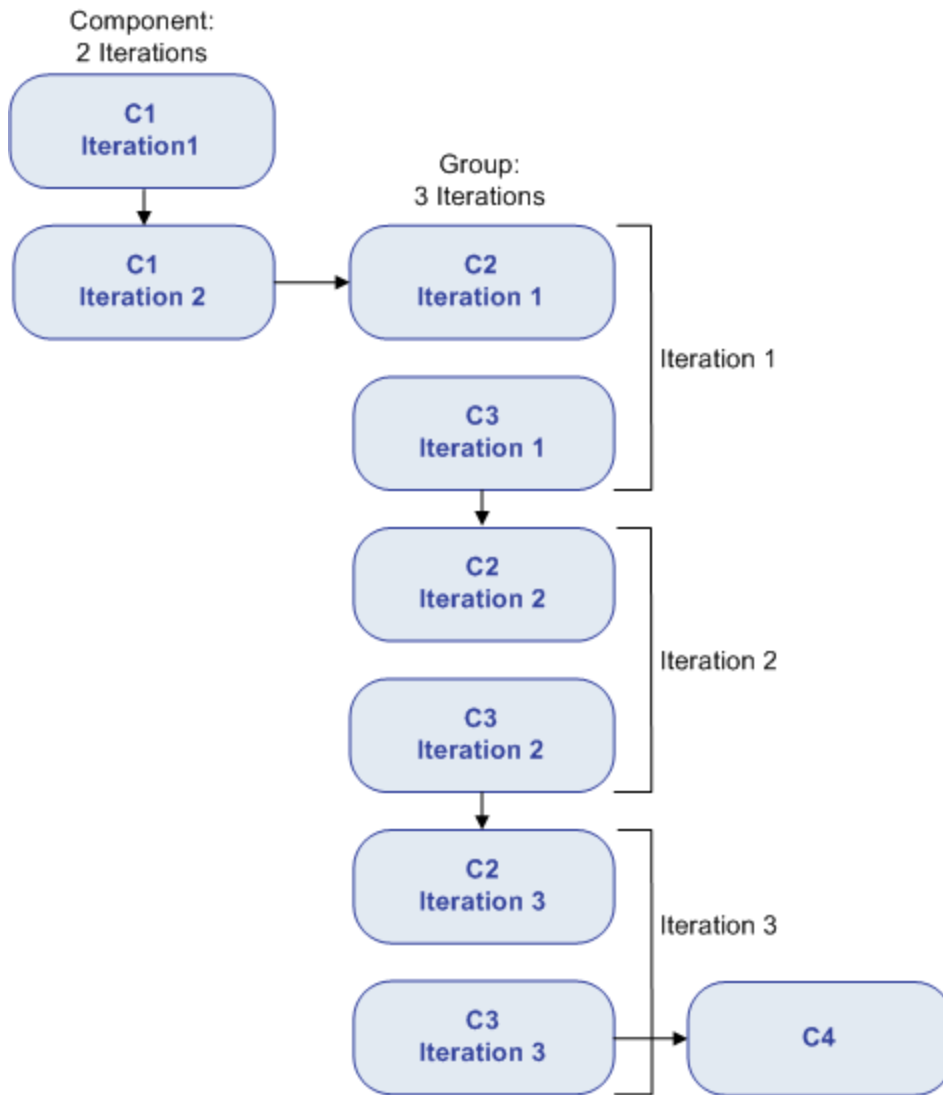 Component:
2 Iterations
C1
Iteration1
Group:
3 Iterations
C1
Iteration 2
C2
Iteration 1
Iteration 1
C3
Iteration 1
C2
Iteration 2
Iteration 2
C3
Iteration 2
C2
Iteration 3
Iteration 3
C3
Iteration 3
C4